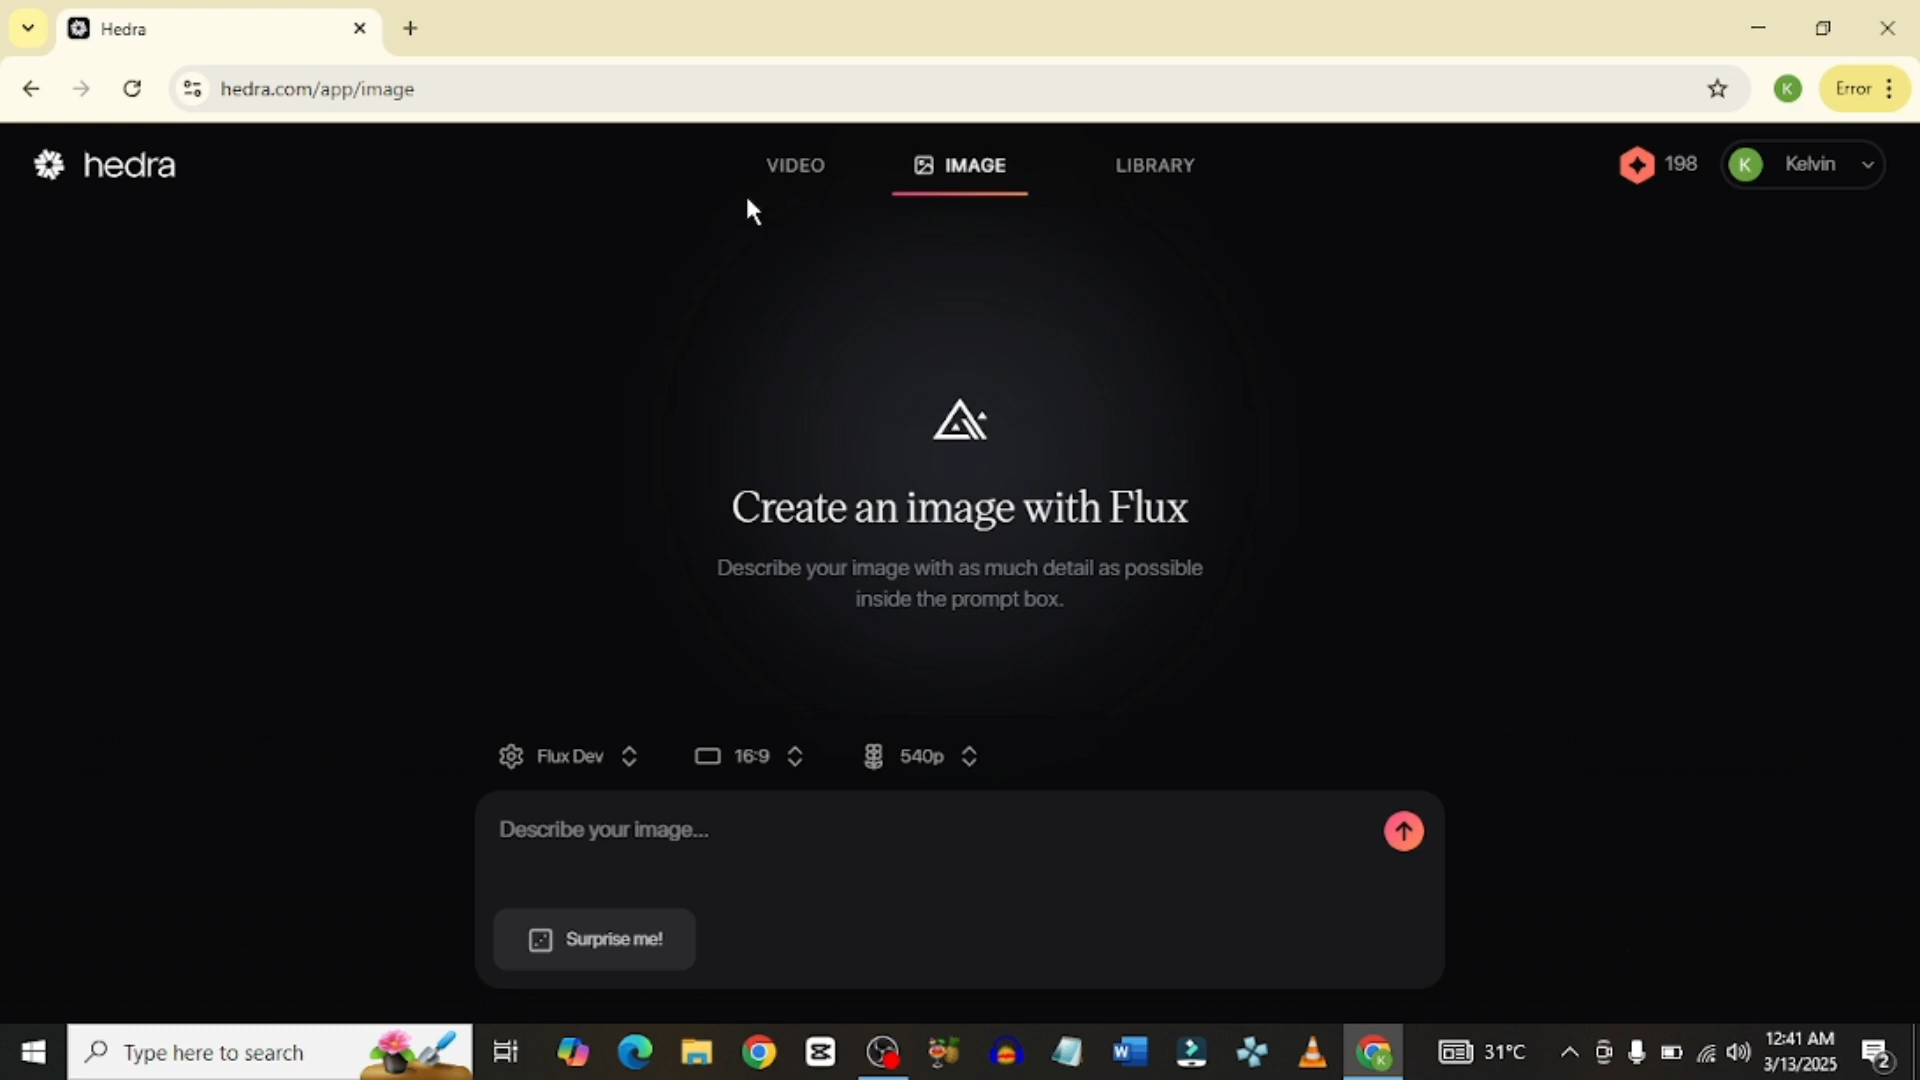 Hedra
hedra.com/app/image
K
Error
hedra
VIDEO
IMAGE
LIBRARY
198
K
Kelvin
Create an image with Flux
Describe your image with as much detail as possible
inside the prompt box.
Flux Dev
16:9
540p
Describe your image...
Surprise me!
Type here to search
31°C
12:41 AM
3/13/2025
2